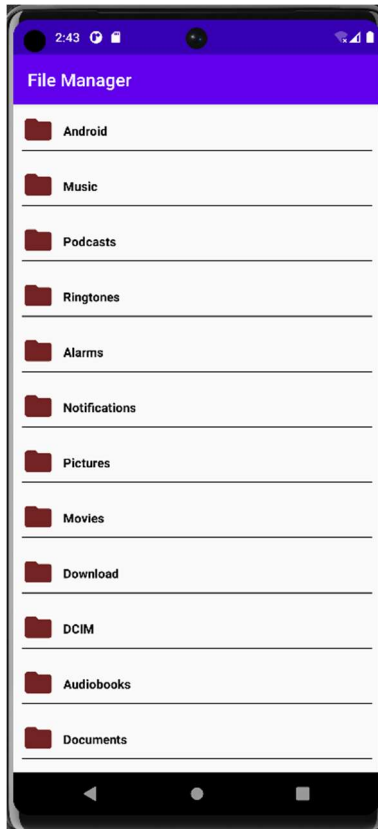 2:43
File Manager
Android
Music
Podcasts
Ringtones
Alarms
Notifications
Pictures
Movies
Download
DCIM
Audiobooks
Documents